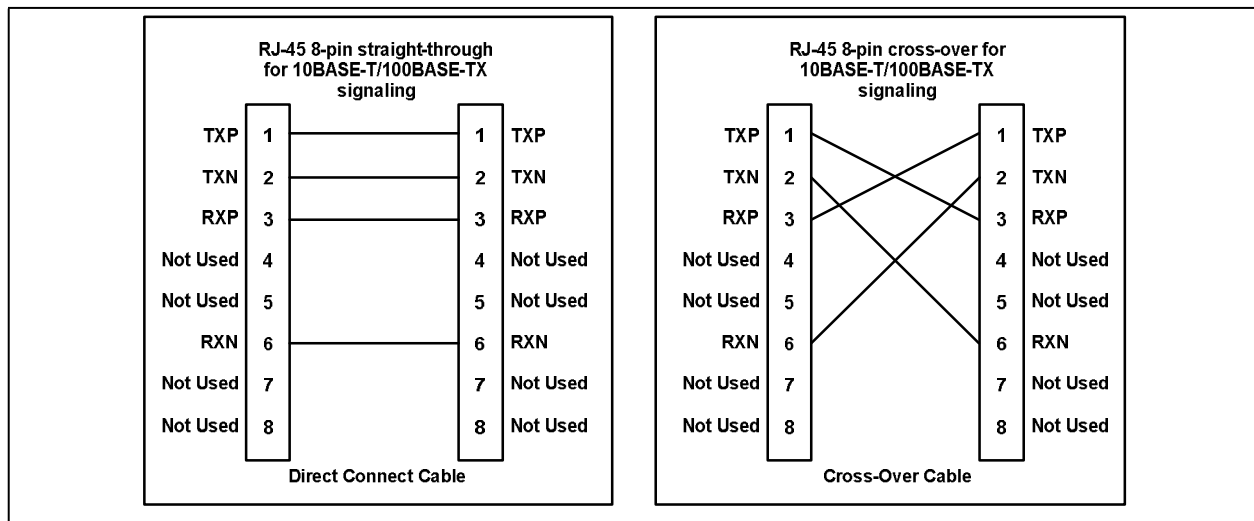 RJ-45 8-pin straight-through
for 10BASE-T/100BASE-TX
signaling
TXP 1 1 TXP
TXN 2 2 TXN
RXP 3 3 RXP
Not Used 4 4 Not Used
Not Used 5 5 Not Used
RXN 6 6 RXN
Not Used 7 7 Not Used
Not Used 8 8 Not Used
Direct Connect Cable
RJ-45 8-pin cross-over for
10BASE-T/100BASE-TX
signaling
TXP 1 1 TXP
TXN 2 2 TXN
RXP 3 3 RXP
Not Used 4 4 Not Used
Not Used 5 5 Not Used
RXN 6 6 RXN
Not Used 7 7 Not Used
Not Used 8 8 Not Used
Cross-Over Cable